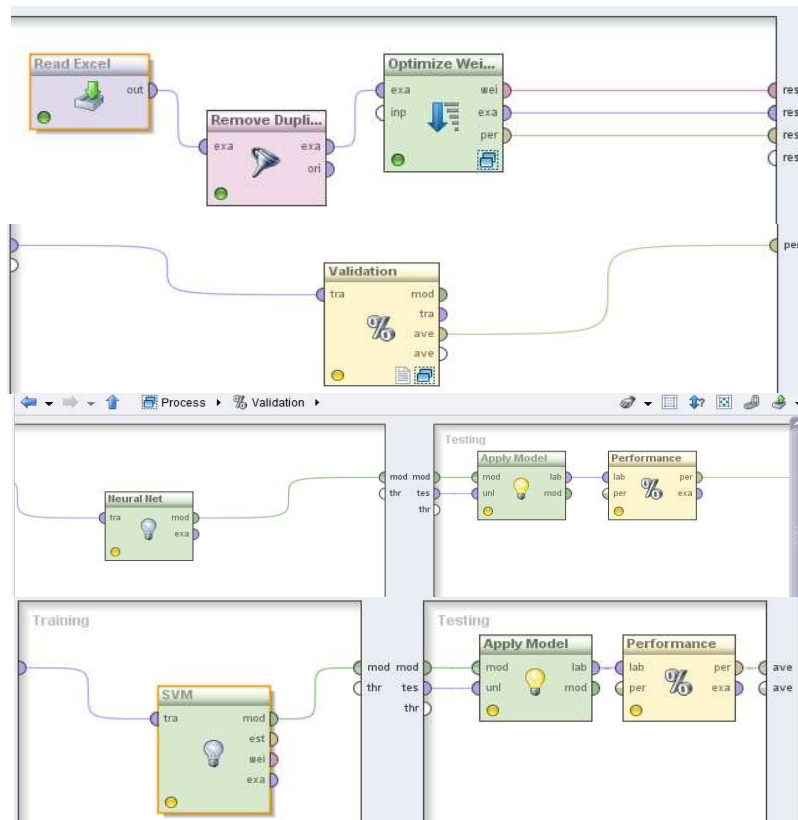 Read Excel
out
Remove Dupli...
exa exa
ori
Optimize Wei...
exa wei
inp exa
per
res
res
res
res
Validation
tra mod
tra
ave
ave
per
Process Validation
Neural Net
tra mod
exa
mod mod
thr tes
thr
Testing
Apply Model
mod lab
unl mod
Performance
lab per
per exa
Training
SVM
tra mod
est
wei
exa
mod mod
thr tes
thr
Testing
Apply Model
mod lab
unl mod
Performance
lab per
per exa
ave
ave